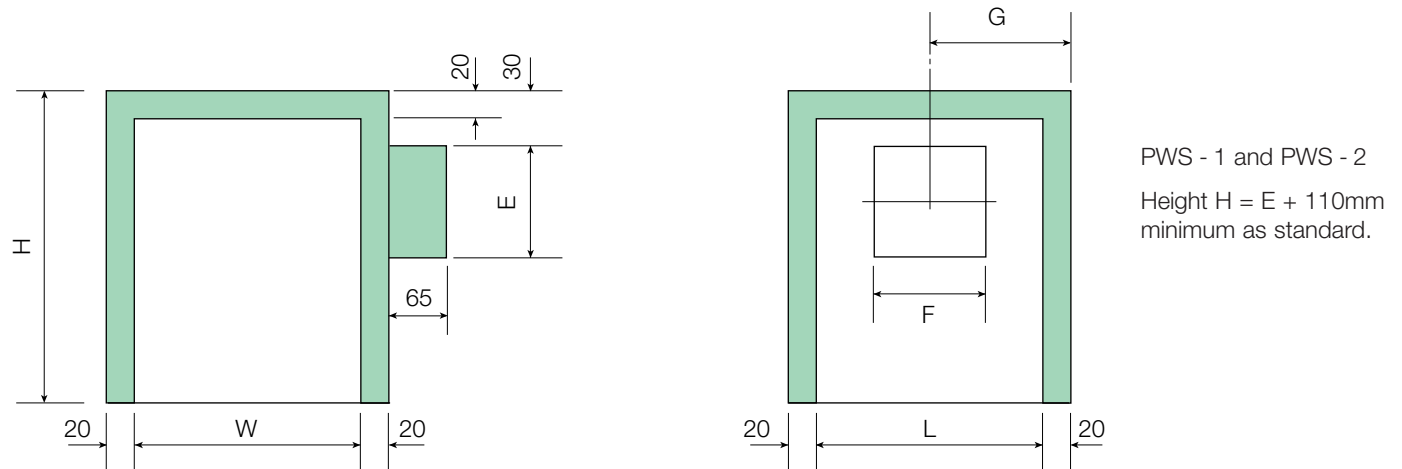 G
20
30
H
E
65
F
20
W
20
20
L
20
PWS - 1 and PWS - 2
Height H = E + 110mm
minimum as standard.